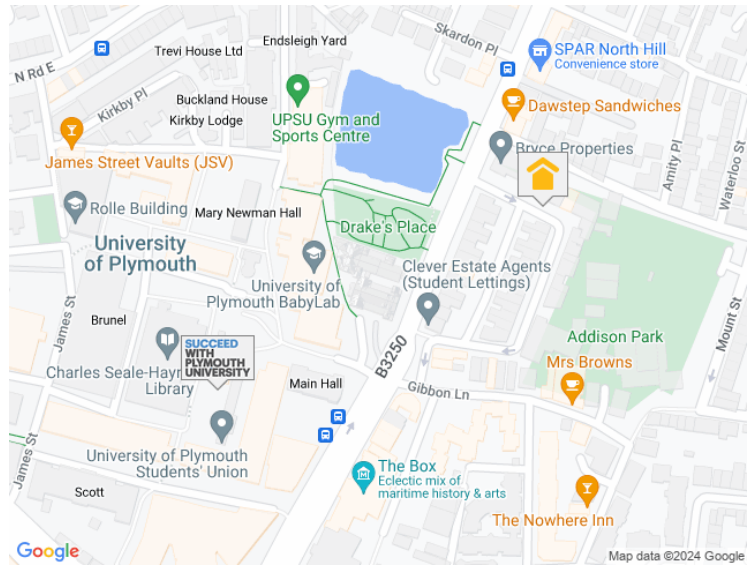 Skardon Pl
Endsleigh Yard
Trevi House Ltd
N Rd E
SPAR North Hill
Convenience store
Kirkby Pl
Buckland House
Kirkby Lodge
UPSU Gym and
Sports Centre
Dawstep Sandwiches
James Street Vaults (JSV)
Bryce Properties
Amity Pl
Waterloo St
Rolle Building
Mary Newman Hall
Drake's Place
University
of Plymouth
University of
Plymouth BabyLab
Clever Estate Agents
(Student Lettings)
James St
Brunel
Addison Park
Mount St
SUCCEED
WITH
PLYMOUTH
UNIVERSITY
Charles Seale-Hayn
Library
B3250
Mrs Browns
Main Hall
Gibbon Ln
James St
University of Plymouth
Students' Union
The Box
Eclectic mix of
maritime history & arts
Scott
The Nowhere Inn
Google
Map data ©2024 Google